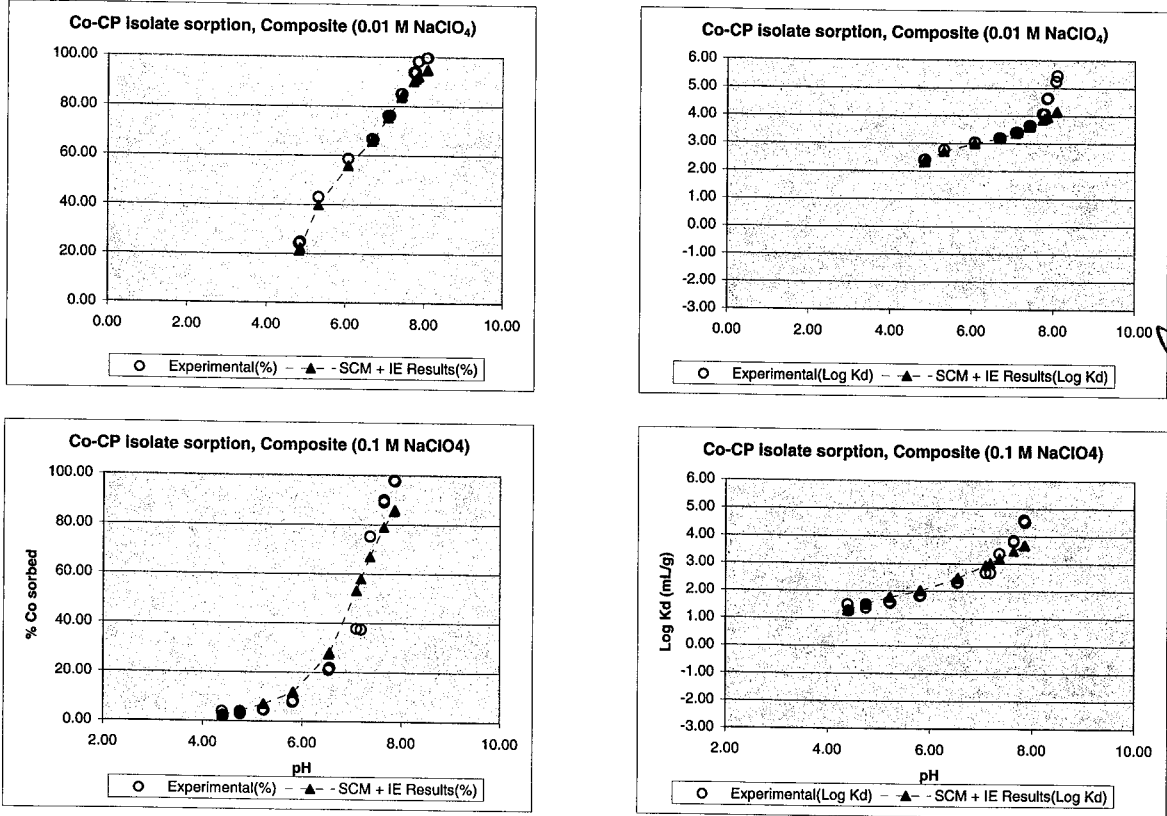 Co-CP isolate sorption, Composite (0.01 M NaClO₄)
100.00
80.00
60.00
40.00
20.00
0.00
0.00 2.00 4.00 6.00 8.00 10.00
Experimental(%) SCM + IE Results(%)
Co-CP isolate sorption, Composite (0.01 M NaClO₄)
6.00
5.00
4.00
3.00
2.00
1.00
0.00
-1.00
-2.00
-3.00
0.00 2.00 4.00 6.00 8.00 10.00
Experimental(Log Kd) SCM + IE Results(Log Kd)
Co-CP isolate sorption, Composite (0.1 M NaClO4)
% Co sorbed
100.00
80.00
60.00
40.00
20.00
0.00
2.00 4.00 6.00 8.00 10.00
pH
Experimental(%) SCM + IE Results(%)
Co-CP isolate sorption, Composite (0.1 M NaClO4)
Log Kd (mL/g)
6.00
5.00
4.00
3.00
2.00
1.00
0.00
-1.00
-2.00
-3.00
2.00 4.00 6.00 8.00 10.00
pH
Experimental(Log Kd) SCM + IE Results(Log Kd)